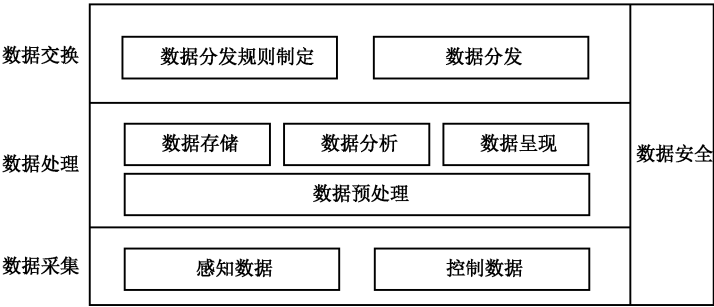 数据交换
数据分发规则制定
数据分发
数据处理
数据存储
数据分析
数据呈现
数据预处理
数据采集
感知数据
控制数据
数据安全